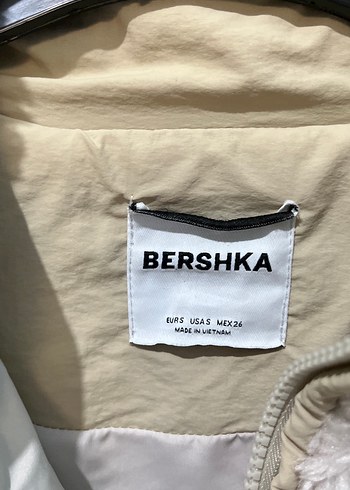 BERSHKA
EUR S USA S MEX 26
MADE IN VIETNAM